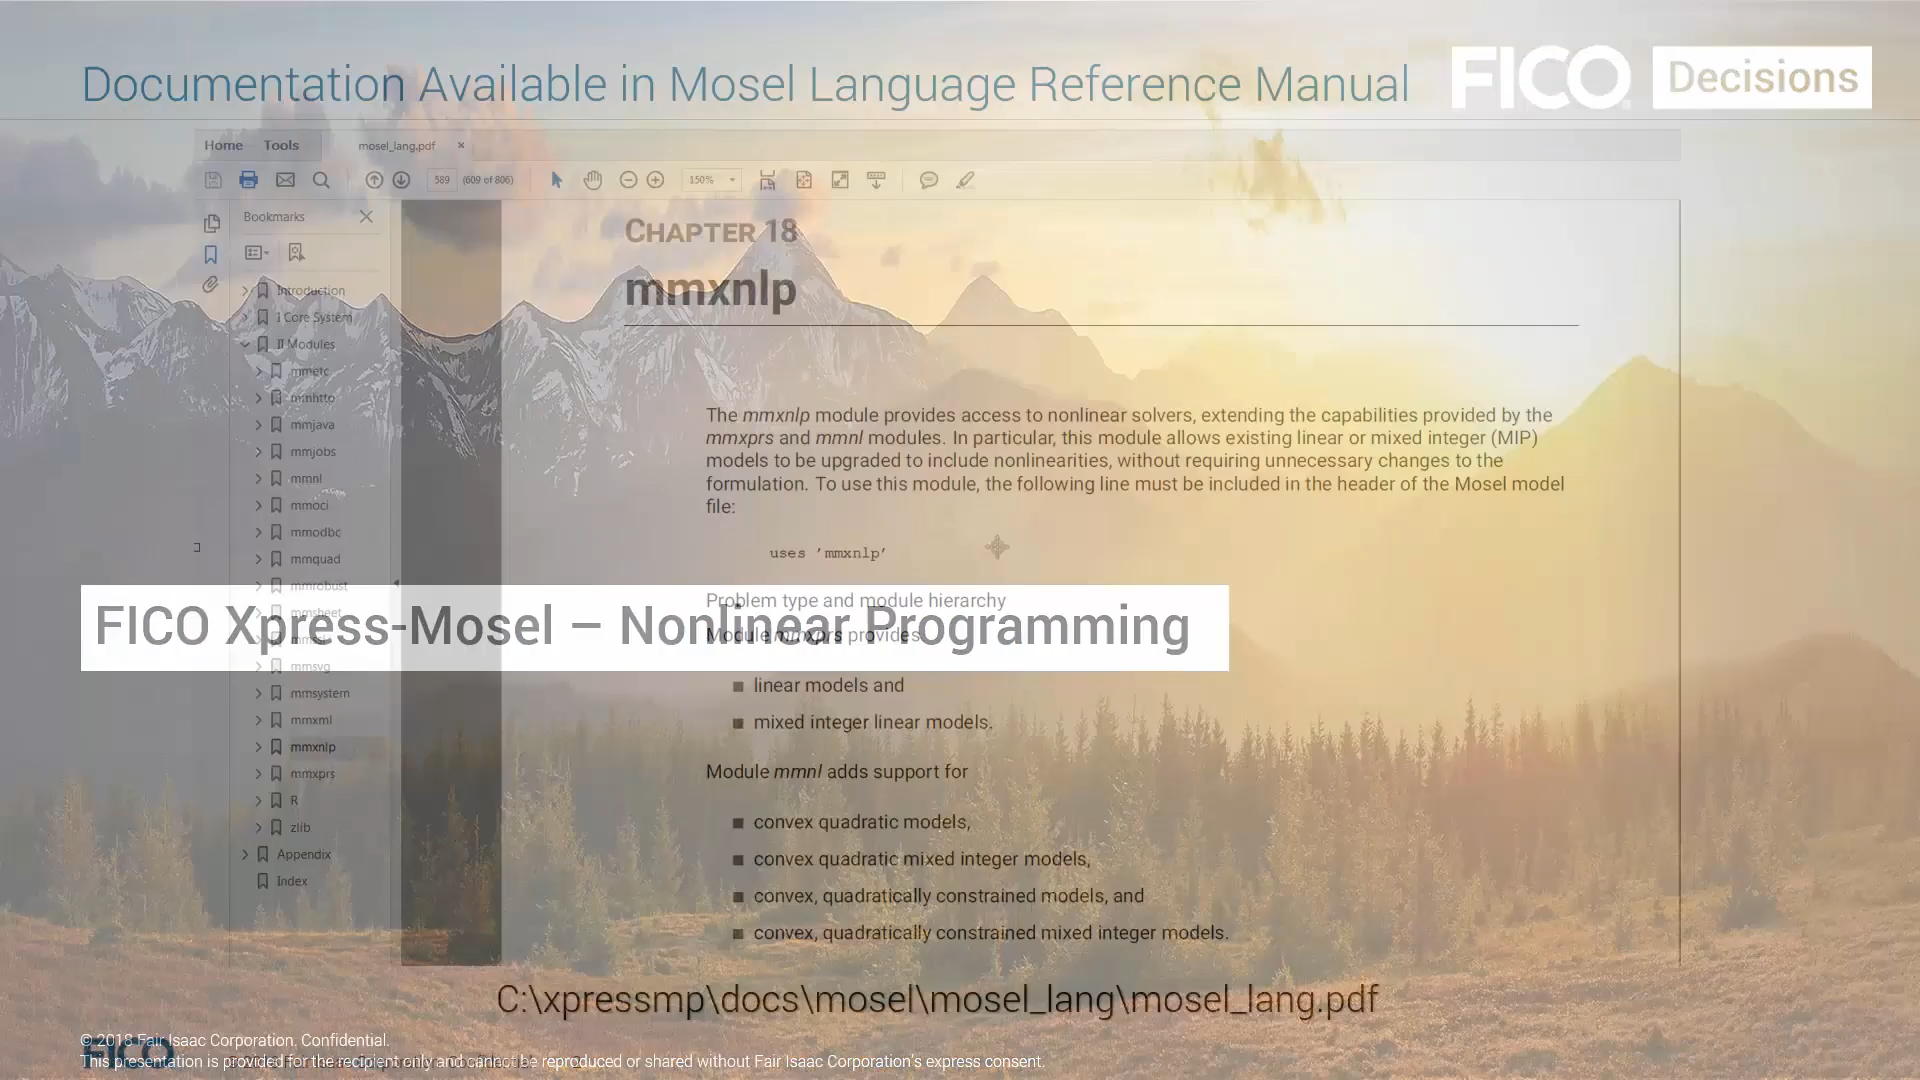 Documentation Available in Mosel Language Reference Manual
FICO Decisions
Home Tools mosel_lang.pdf
589 (609 of 806) 150%
Bookmarks
Introduction
I Core System
II Modules
mmetc
mmhttp
mmjava
mmjobs
mmnl
mmoci
mmodbc
mmquad
mmrobust
mmsheet
mmsvg
mmsystem
mmxml
mmxnlp
mmxprs
R
zlib
Appendix
Index
CHAPTER 18
mmxnlp
The mmxnlp module provides access to nonlinear solvers, extending the capabilities provided by the
mmxprs and mmnl modules. In particular, this module allows existing linear or mixed integer (MIP)
models to be upgraded to include nonlinearities, without requiring unnecessary changes to the
formulation. To use this module, the following line must be included in the header of the Mosel model
file:
uses 'mmxnlp'
Problem type and module hierarchy
FICO Xpress-Mosel – Nonlinear Programming
Module mmxprs provides
linear models and
mixed integer linear models.
Module mmnl adds support for
convex quadratic models,
convex quadratic mixed integer models,
convex, quadratically constrained models, and
convex, quadratically constrained mixed integer models.
C:\xpressmp\docs\mosel\mosel_lang\mosel_lang.pdf
© 2018 Fair Isaac Corporation. Confidential.
FICO
This presentation is provided for the recipient only and cannot be reproduced or shared without Fair Isaac Corporation's express consent.